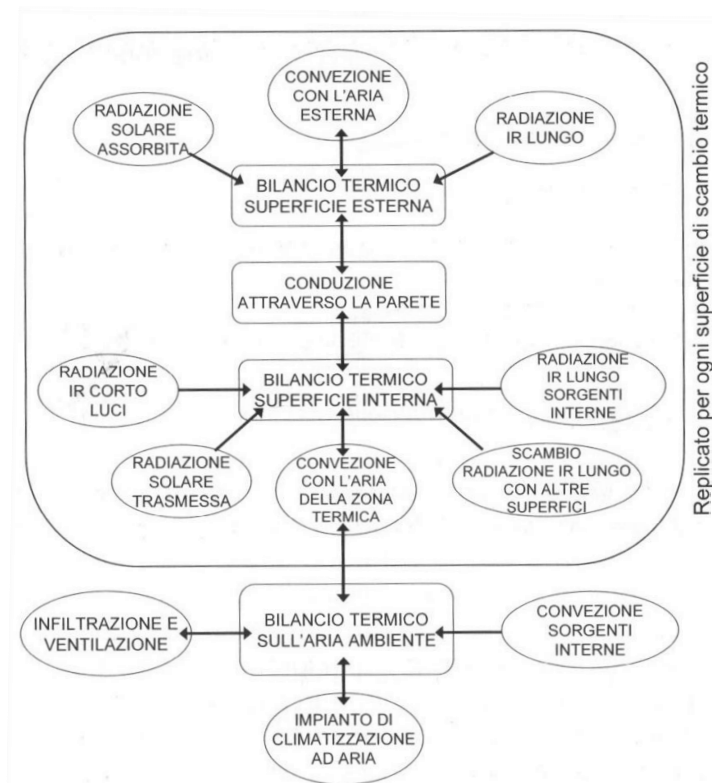 CONVEZIONE
CON L'ARIA
ESTERNA
RADIAZIONE
SOLARE
ASSORBITA
RADIAZIONE
IR LUNGO
BILANCIO TERMICO
SUPERFICIE ESTERNA
CONDUZIONE
ATTRAVERSO LA PARETE
RADIAZIONE
IR CORTO
LUCI
BILANCIO TERMICO
SUPERFICIE INTERNA
RADIAZIONE
IR LUNGO
SORGENTI
INTERNE
RADIAZIONE
SOLARE
TRASMESSA
CONVEZIONE
CON L'ARIA
DELLA ZONA
TERMICA
SCAMBIO
RADIAZIONE IR LUNGO
CON ALTRE
SUPERFICI
Replicato per ogni superficie di scambio termico
INFILTRAZIONE E
VENTILAZIONE
BILANCIO TERMICO
SULL'ARIA AMBIENTE
CONVEZIONE
SORGENTI
INTERNE
IMPIANTO DI
CLIMATIZZAZIONE
AD ARIA